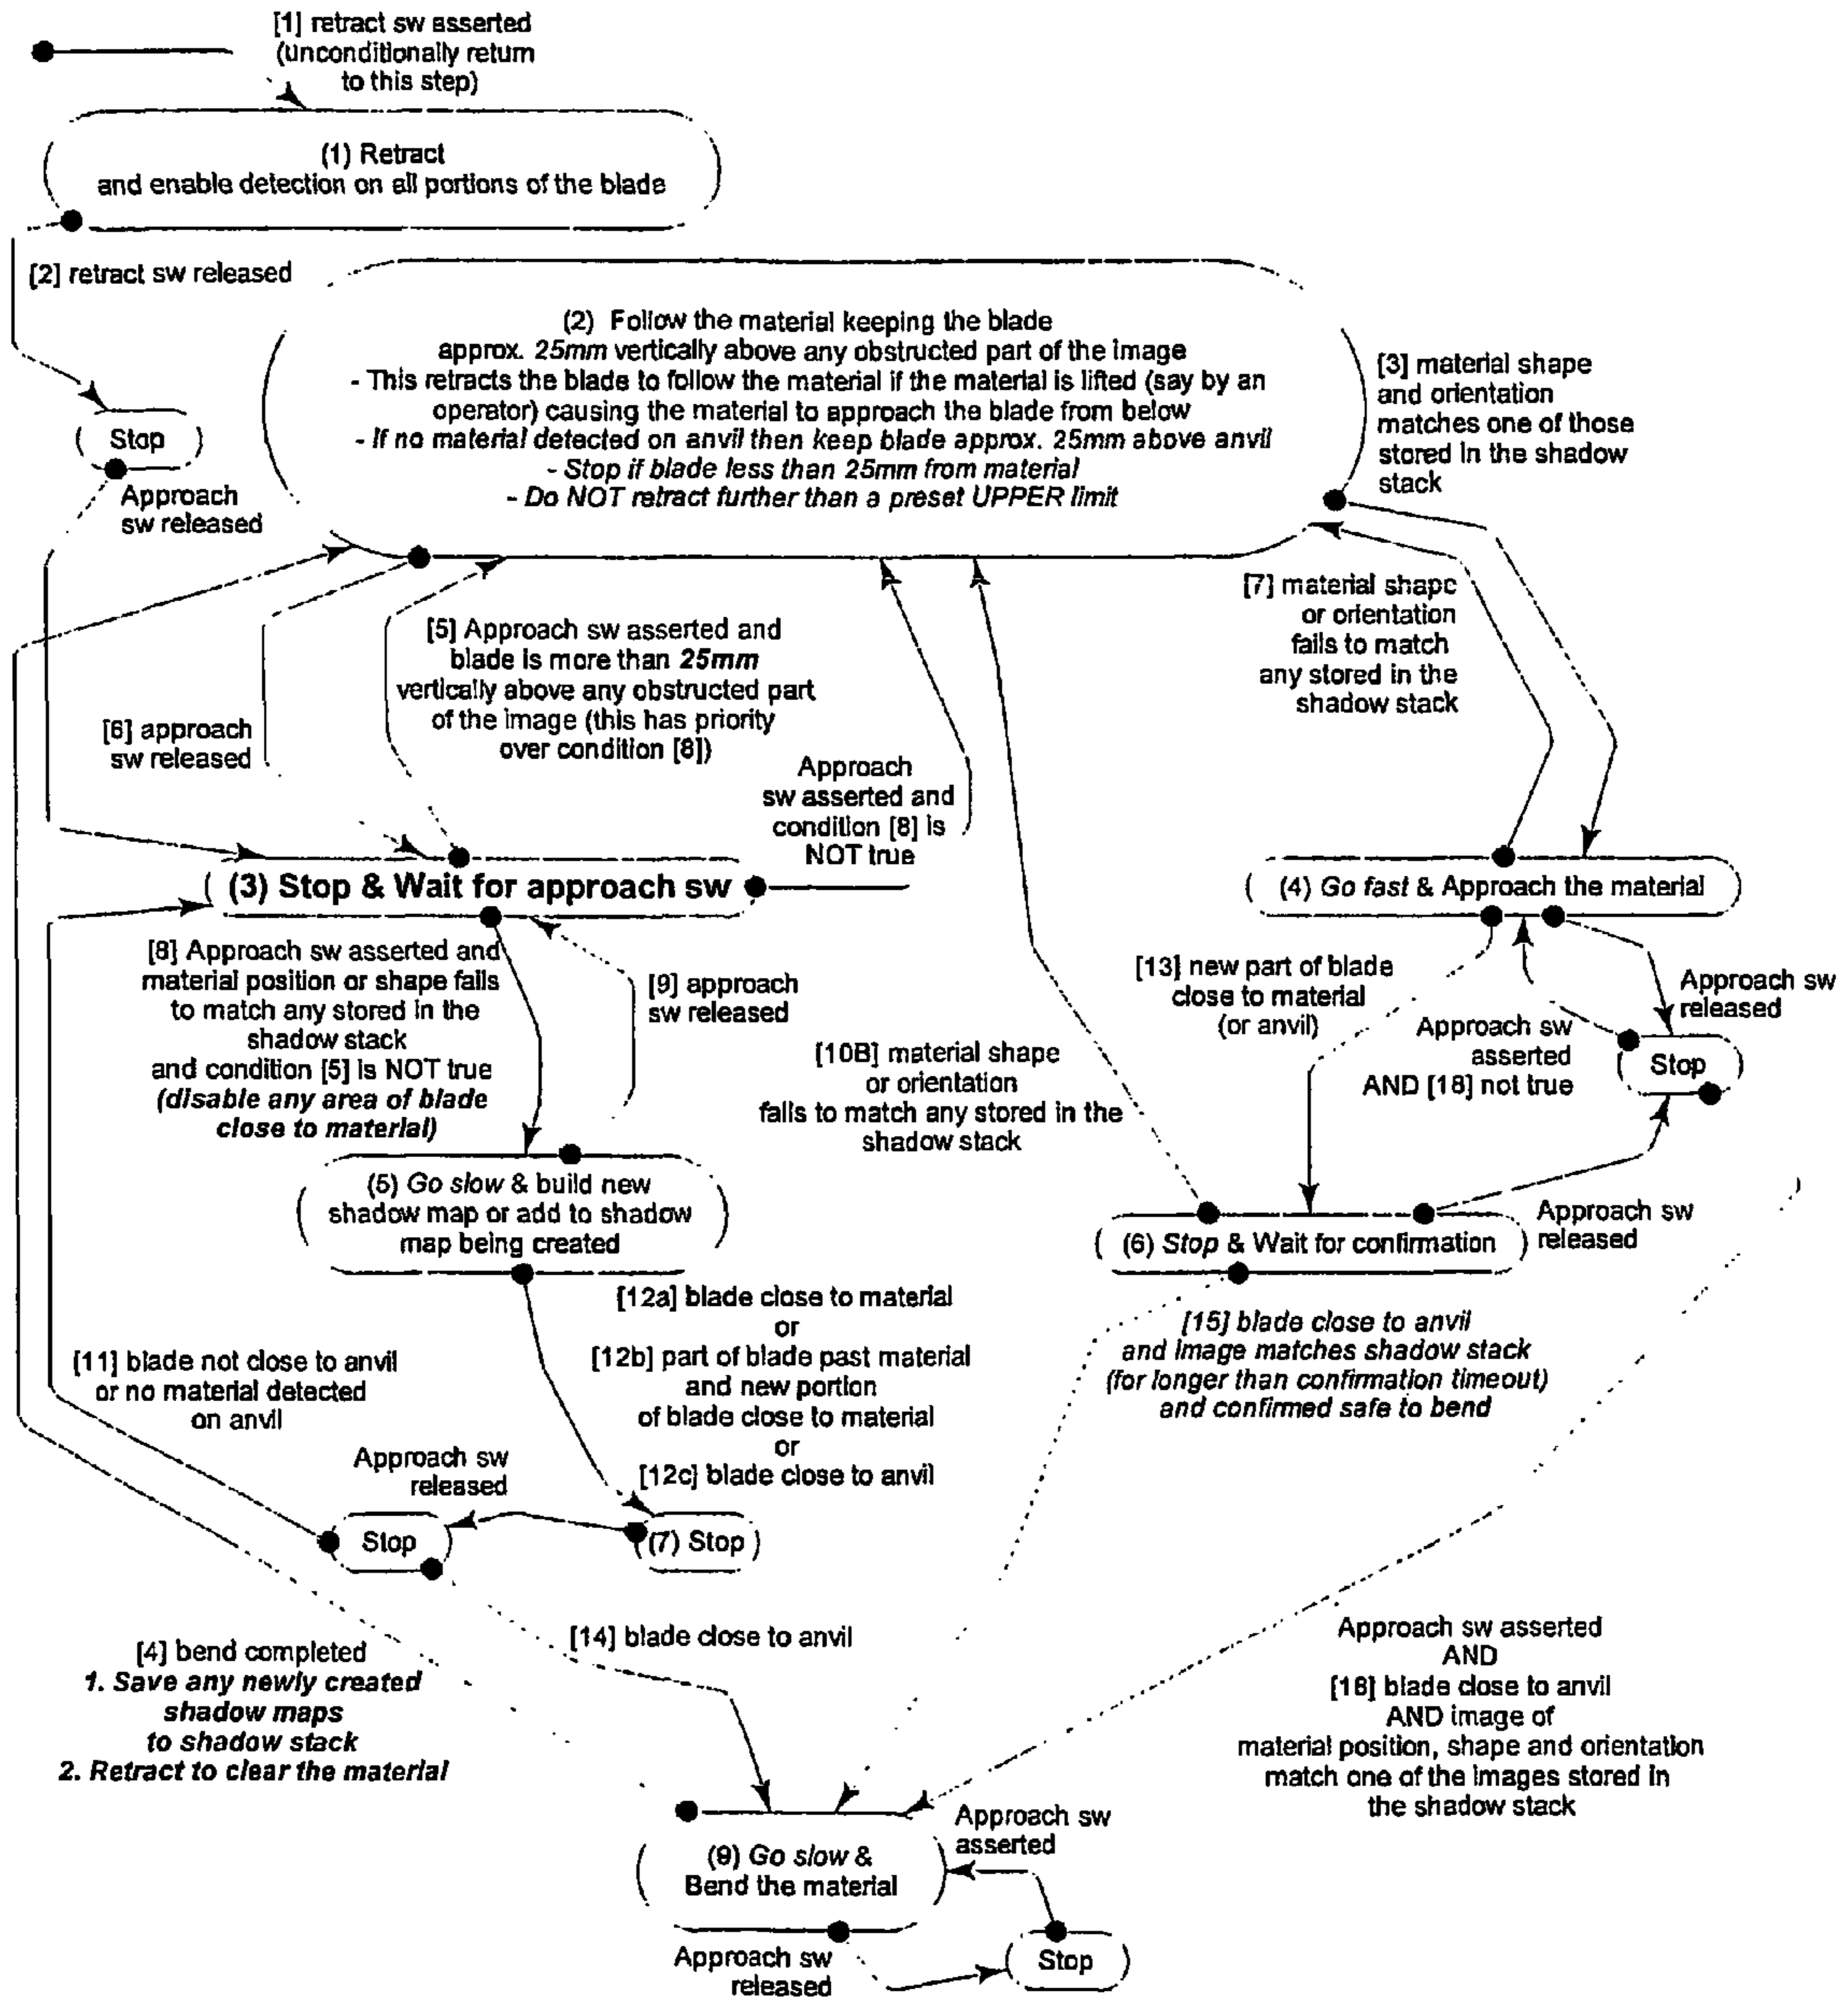 [1] retract sw asserted
(unconditionally return
to this step)
(1) Retract
and enable detection on all portions of the blade
[2] retract sw released
(2) Follow the material keeping the blade
approx. 25mm vertically above any obstructed part of the image
- This retracts the blade to follow the material if the material is lifted (say by an
operator) causing the material to approach the blade from below
- If no material detected on anvil then keep blade approx. 25mm above anvil
- Stop if blade less than 25mm from material
- Do NOT retract further than a preset UPPER limit
[3] material shape
and orientation
matches one of those
stored in the shadow
stack
Stop
Approach
sw released
[7] material shape
or orientation
fails to match
any stored in the
shadow stack
[5] Approach sw asserted and
blade is more than 25mm
vertically above any obstructed part
of the image (this has priority
over condition [8])
[6] approach
sw released
Approach
sw asserted and
condition [8] is
NOT true
(3) Stop & Wait for approach sw
(4) Go fast & Approach the material
[8] Approach sw asserted and
material position or shape fails
to match any stored in the
shadow stack
and condition [5] is NOT true
(disable any area of blade
close to material)
[9] approach
sw released
[13] new part of blade
close to material
(or anvil)
Approach sw
released
Approach sw
asserted
AND [18] not true
Stop
[10B] material shape
or orientation
fails to match any stored in the
shadow stack
(5) Go slow & build new
shadow map or add to shadow
map being created
(6) Stop & Wait for confirmation
Approach sw
released
[12a] blade close to material
or
[12b] part of blade past material
and new portion
of blade close to material
or
[12c] blade close to anvil
[15] blade close to anvil
and image matches shadow stack
(for longer than confirmation timeout)
and confirmed safe to bend
[11] blade not close to anvil
or no material detected
on anvil
Approach sw
released
Stop
(7) Stop
[14] blade close to anvil
[4] bend completed
1. Save any newly created
shadow maps
to shadow stack
2. Retract to clear the material
Approach sw asserted
AND
[18] blade close to anvil
AND image of
material position, shape and orientation
match one of the images stored in
the shadow stack
(9) Go slow &
Bend the material
Approach sw
asserted
Approach sw
released
Stop